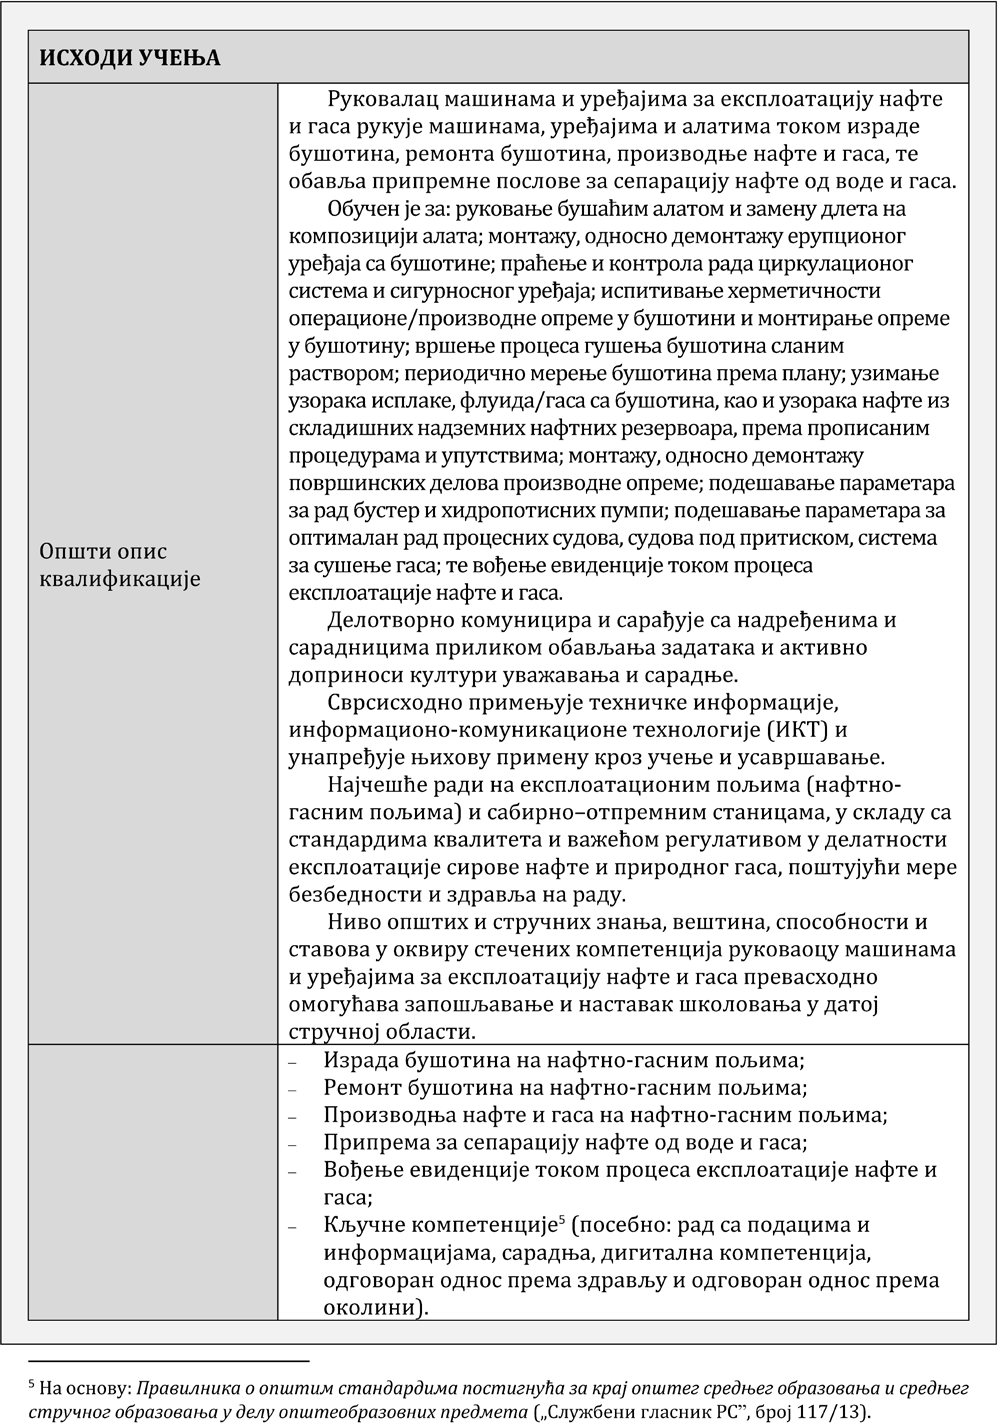 ИСХОДИ УЧЕЊА
Општи опис
квалификације
Руковалац машинама и уређајима за експлоатацију нафте
и гаса рукује машинама, уређајима и алатима током израде
бушотина, ремонта бушотина, производње нафте и гаса, те
обавља припремне послове за сепарацију нафте од воде и гаса.
Обучен је за: руковање бушаћим алатом и замену длета на
композицији алата; монтажу, односно демонтажу ерупционог
уређаја са бушотине; праћење и контрола рада циркулационог
система и сигурносног уређаја; испитивање херметичности
операционе/производне опреме у бушотини и монтирање опреме
у бушотину; вршење процеса гушења бушотина сланим
раствором; периодично мерење бушотина према плану; узимање
узорака исплаке, флуида/гаса са бушотина, као и узорака нафте из
складишних надземних нафтних резервоара, према прописаним
процедурама и упутствима; монтажу, односно демонтажу
површинских делова производне опреме; подешавање параметара
за рад бустер и хидропотисних пумпи; подешавање параметара за
оптималан рад процесних судова, судова под притиском, система
за сушење гаса; те вођење евиденције током процеса
експлоатације нафте и гаса.
Делотворно комуницира и сарађује са надређенима и
сарадницима приликом обављања задатака и активно
доприноси култури уважавања и сарадње.
Сврсисходно примењује техничке информације,
информационо-комуникационе технологије (ИКТ) и
унапређује њихову примену кроз учење и усавршавање.
Најчешће ради на експлоатационим пољима (нафтно-
гасним пољима) и сабирно–отпремним станицама, у складу са
стандардима квалитета и важећом регулативом у делатности
експлоатације сирове нафте и природног гаса, поштујући мере
безбедности и здравља на раду.
Ниво општих и стручних знања, вештина, способности и
ставова у оквиру стечених компетенција руковаоцу машинама
и уређајима за експлоатацију нафте и гаса превасходно
омогућава запошљавање и наставак школовања у датој
стручној области.
– Израда бушотина на нафтно-гасним пољима;
– Ремонт бушотина на нафтно-гасним пољима;
– Производња нафте и гаса на нафтно-гасним пољима;
– Припрема за сепарацију нафте од воде и гаса;
– Вођење евиденције током процеса експлоатације нафте и
гаса;
– Кључне компетенције⁵ (посебно: рад са подацима и
информацијама, сарадња, дигитална компетенција,
одговоран однос према здрављу и одговоран однос према
околини).
⁵ На основу: Правилника о општим стандардима постигнућа за крај општег средњег образовања и средњег
стручног образовања у делу општеобразовних предмета („Службени гласник РС”, број 117/13).